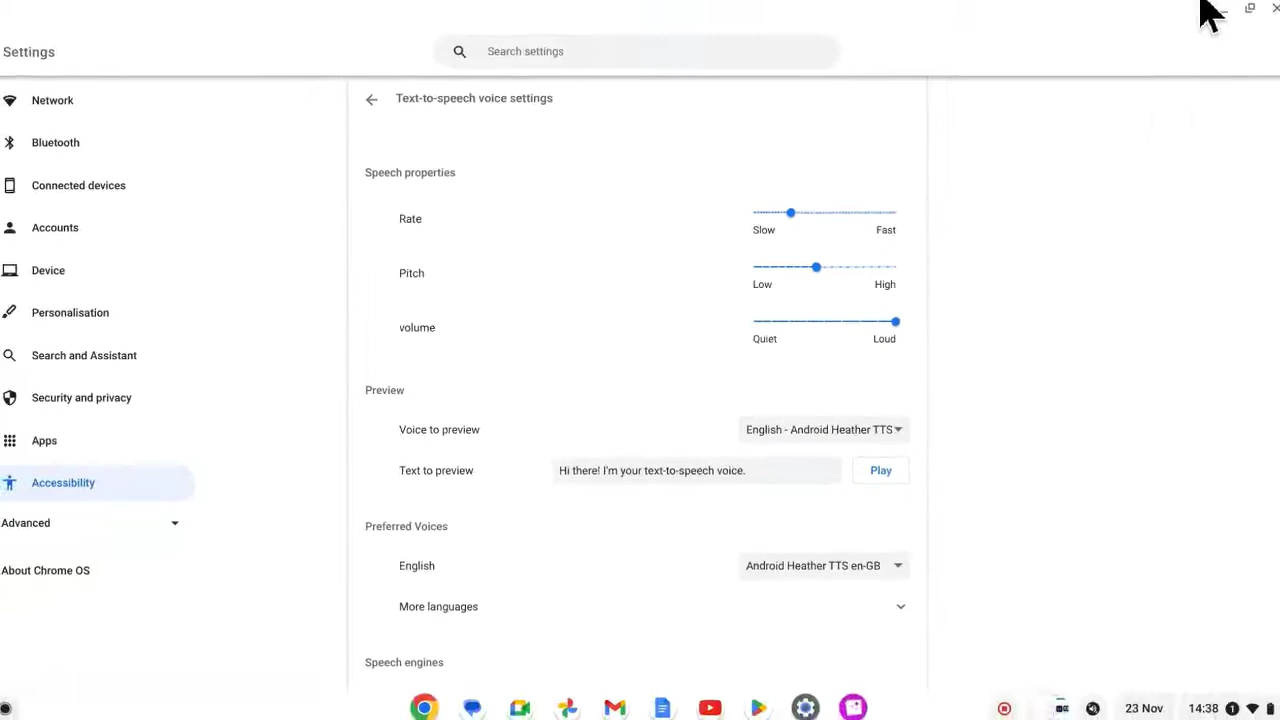 Settings
Search settings
Network
Bluetooth
Connected devices
Accounts
Device
Personalisation
Search and Assistant
Security and privacy
Apps
Accessibility
Advanced
About Chrome OS
Text-to-speech voice settings
Speech properties
Rate
Slow Fast
Pitch
Low High
volume
Quiet Loud
Preview
Voice to preview English - Android Heather TTS
Text to preview Hi there! I'm your text-to-speech voice. Play
Preferred Voices
English Android Heather TTS en-GB
More languages
Speech engines
23 Nov 14:38 1